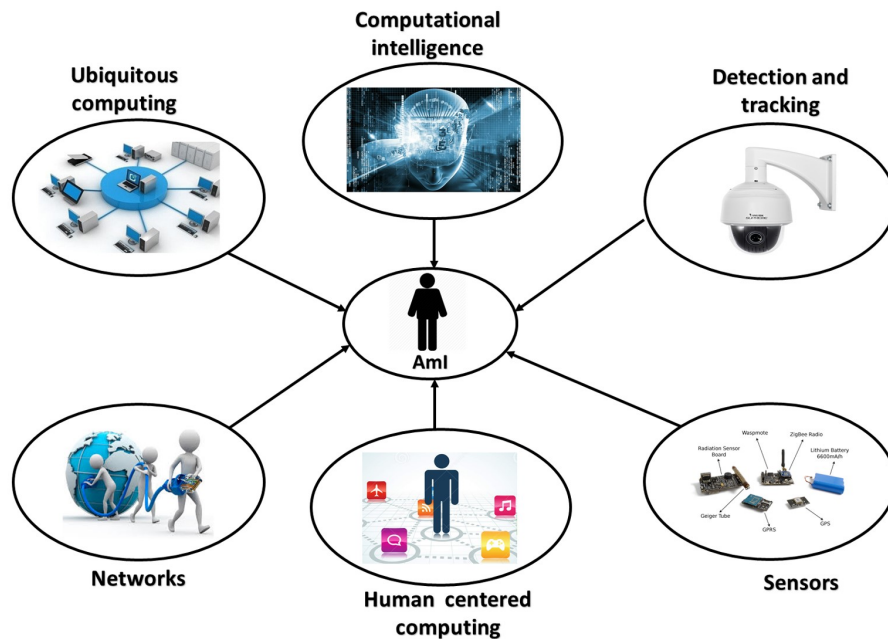 Computational
intelligence
Ubiquitous
computing
Detection and
tracking
AmI
Waspmote
ZigBee Radio
Lithium Battery
6600mA/h
Radiation Sensor
Board
Geiger Tube
GPRS
GPS
Networks
Human centered
computing
Sensors